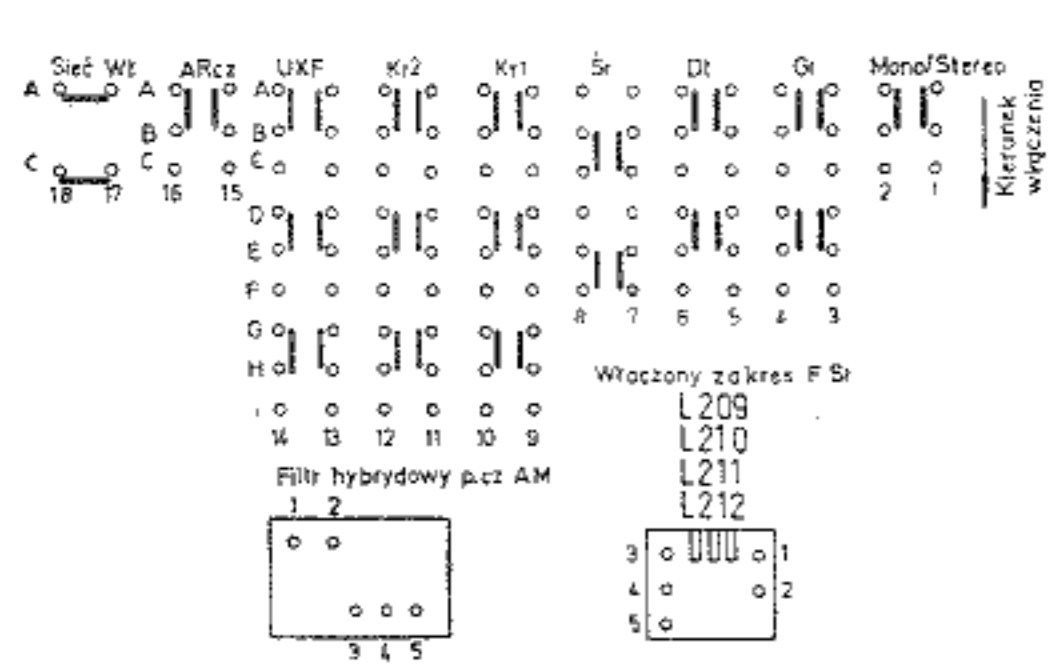 Sieć Wł ARcz UKF Kr2 Kr1 Śr Dł Gr Mono/Stereo
A A A
B B
C C C
18 17 16 15 2 1
Kierunek
włączenia
D
E
F
8 7 6 5 4 3
G
H
I
14 13 12 11 10 9
Włączony zakres F Śr
L209
L210
L211
L212
Filtr hybrydowy p.cz AM
1 2
3 4 5
3 1
4 2
5